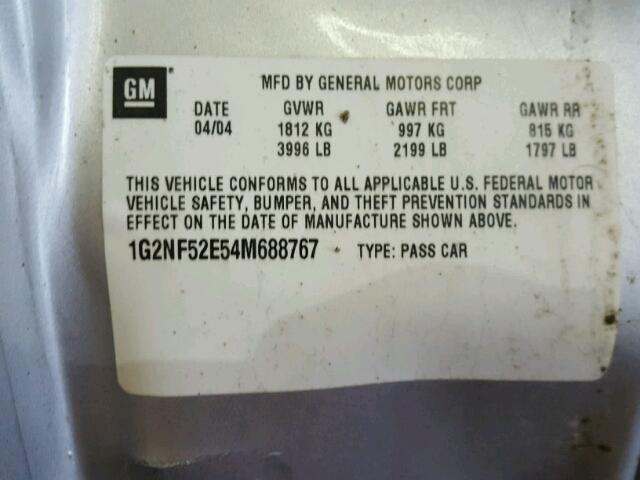 GM
MFD BY GENERAL MOTORS CORP
DATE GVWR GAWR FRT GAWR RR
04/04 1812 KG 997 KG 815 KG
3996 LB 2199 LB 1797 LB
THIS VEHICLE CONFORMS TO ALL APPLICABLE U.S. FEDERAL MOTOR
VEHICLE SAFETY, BUMPER, AND THEFT PREVENTION STANDARDS IN
EFFECT ON THE DATE OF MANUFACTURE SHOWN ABOVE.
1G2NF52E54M688767 TYPE: PASS CAR